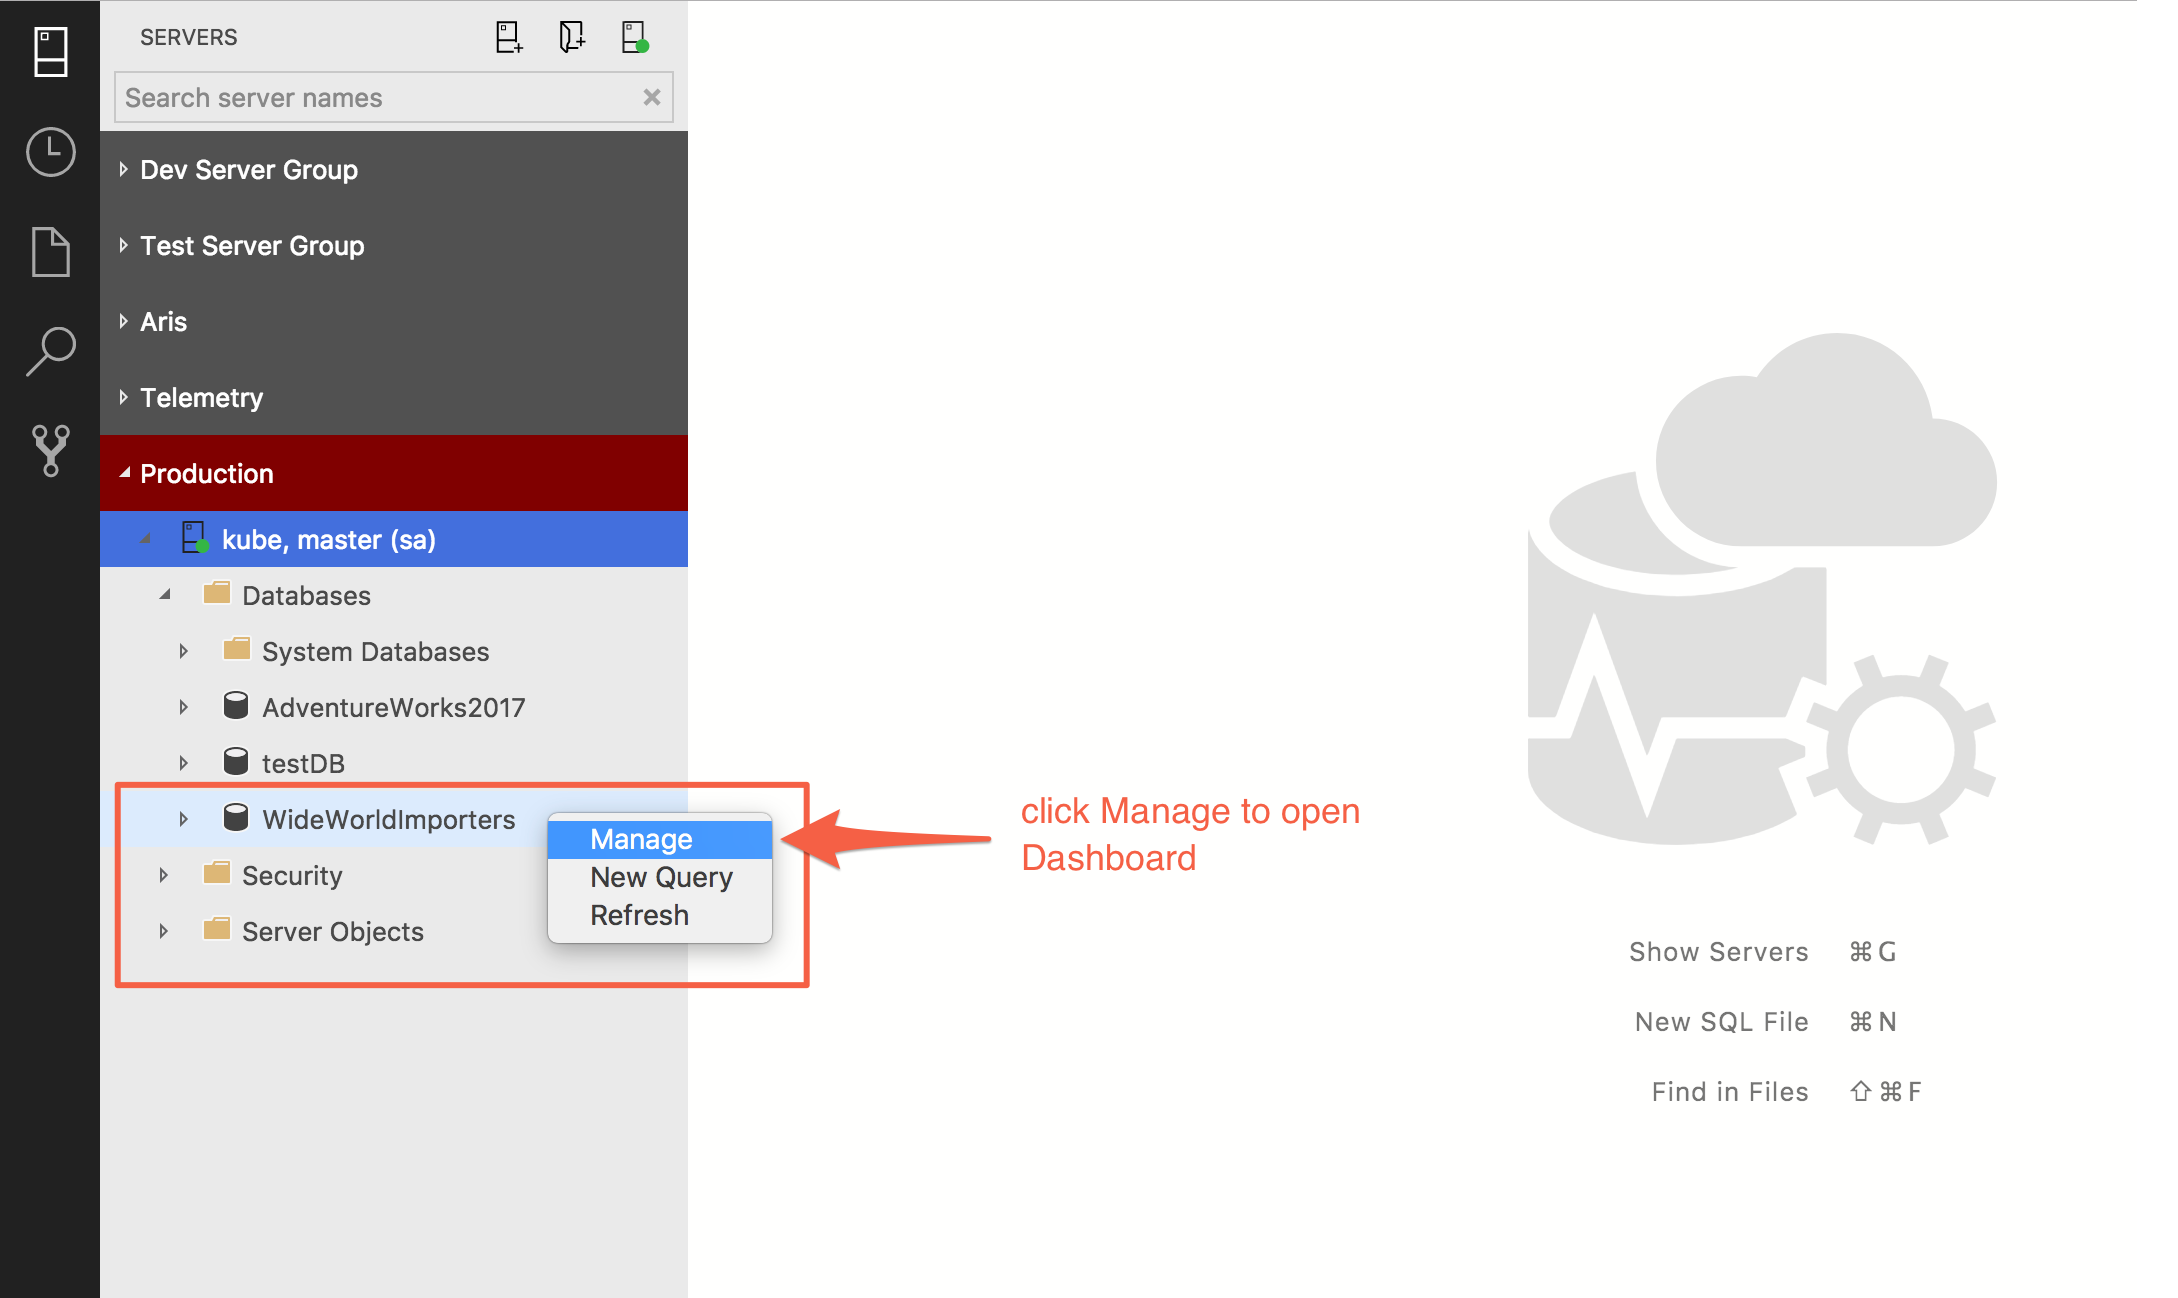 SERVERS
Search server names
Dev Server Group
Test Server Group
Aris
Telemetry
Production
kube, master (sa)
Databases
System Databases
AdventureWorks2017
testDB
WideWorldImporters
Security
Server Objects
Manage
New Query
Refresh
click Manage to open
Dashboard
Show Servers ⌘G
New SQL File ⌘N
Find in Files ⇧⌘F